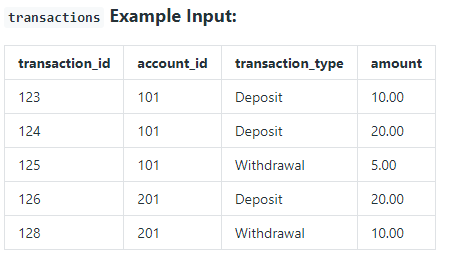 transactions Example Input:
transaction_id account_id transaction_type amount
123 101 Deposit 10.00
124 101 Deposit 20.00
125 101 Withdrawal 5.00
126 201 Deposit 20.00
128 201 Withdrawal 10.00